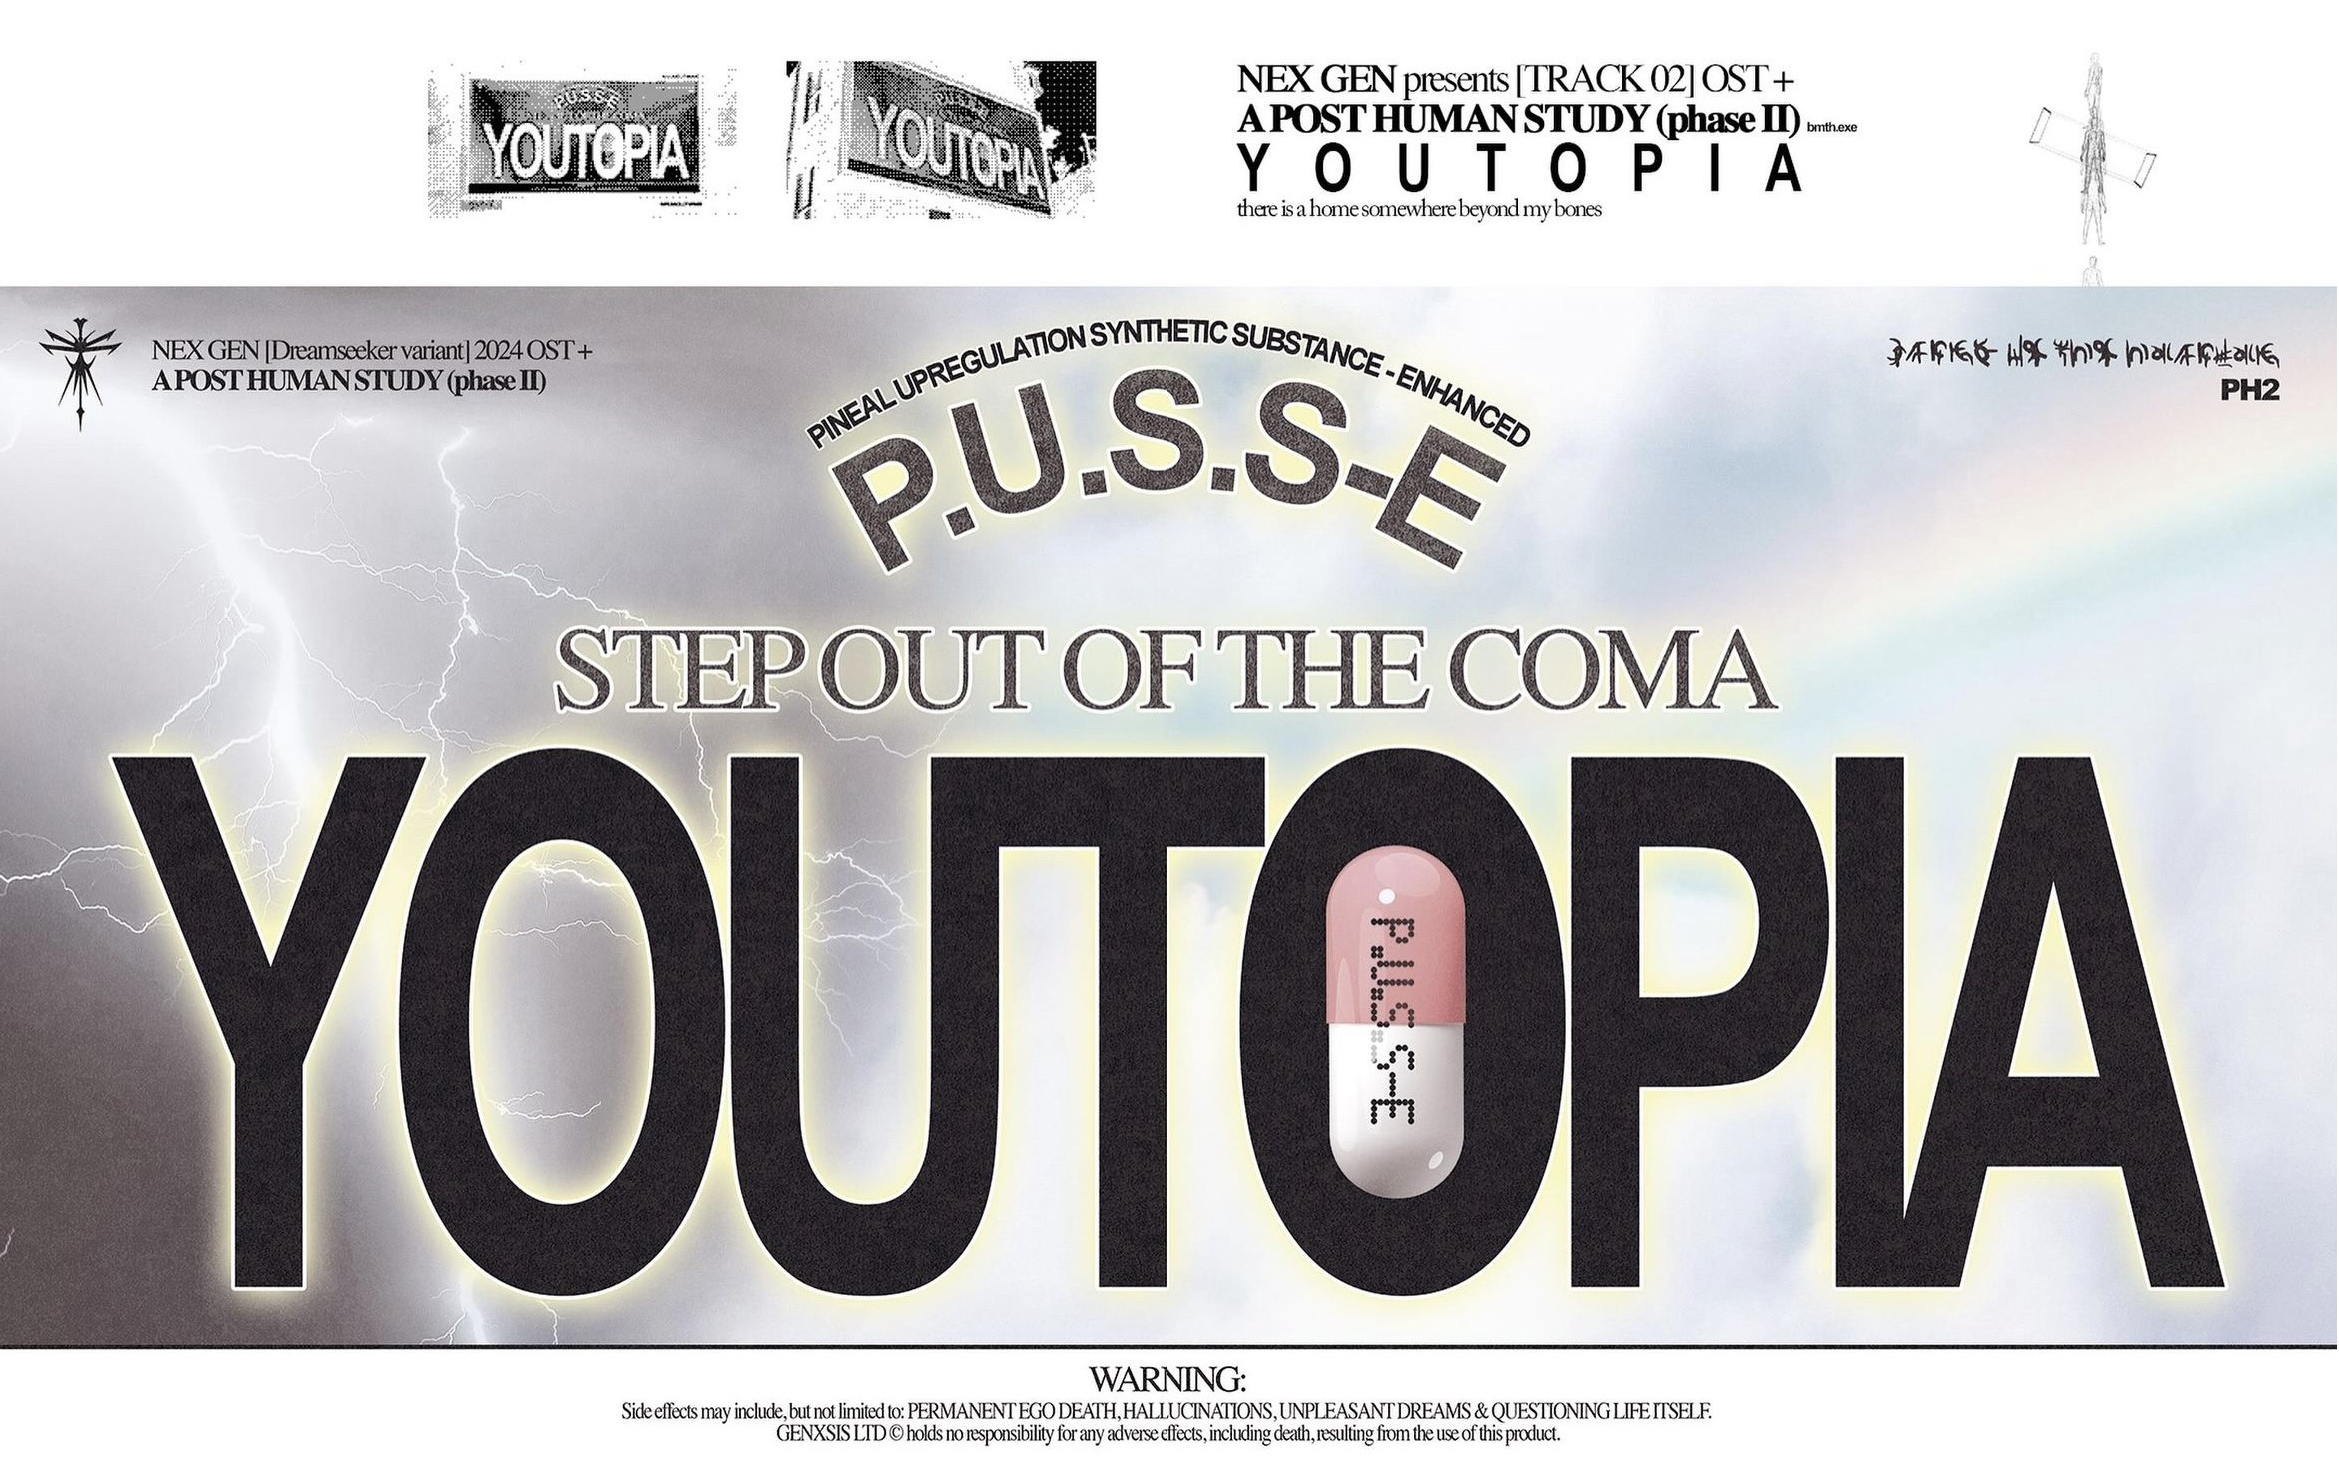 P.U.S.S-E
YOUTOPIA
YOUTOPIA
NEX GEN presents [TRACK 02] OST +
A POST HUMAN STUDY (phase II) bmth.exe
YOUTOPIA
there is a home somewhere beyond my bones
NEX GEN [Dreamseeker variant] 2024 OST +
A POST HUMAN STUDY (phase II)
PH2
PINEAL UPREGULATION SYNTHETIC SUBSTANCE - ENHANCED
P.U.S.S-E
STEP OUT OF THE COMA
YOUTOPIA
P.U.S.S-E
WARNING:
Side effects may include, but not limited to: PERMANENT EGO DEATH, HALLUCINATIONS, UNPLEASANT DREAMS & QUESTIONING LIFE ITSELF.
GENXSIS LTD © holds no responsibility for any adverse effects, including death, resulting from the use of this product.